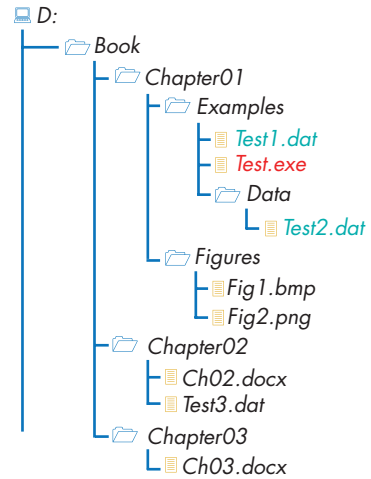 D:
Book
Chapter01
Examples
Test1.dat
Test.exe
Data
Test2.dat
Figures
Fig1.bmp
Fig2.png
Chapter02
Ch02.docx
Test3.dat
Chapter03
Ch03.docx